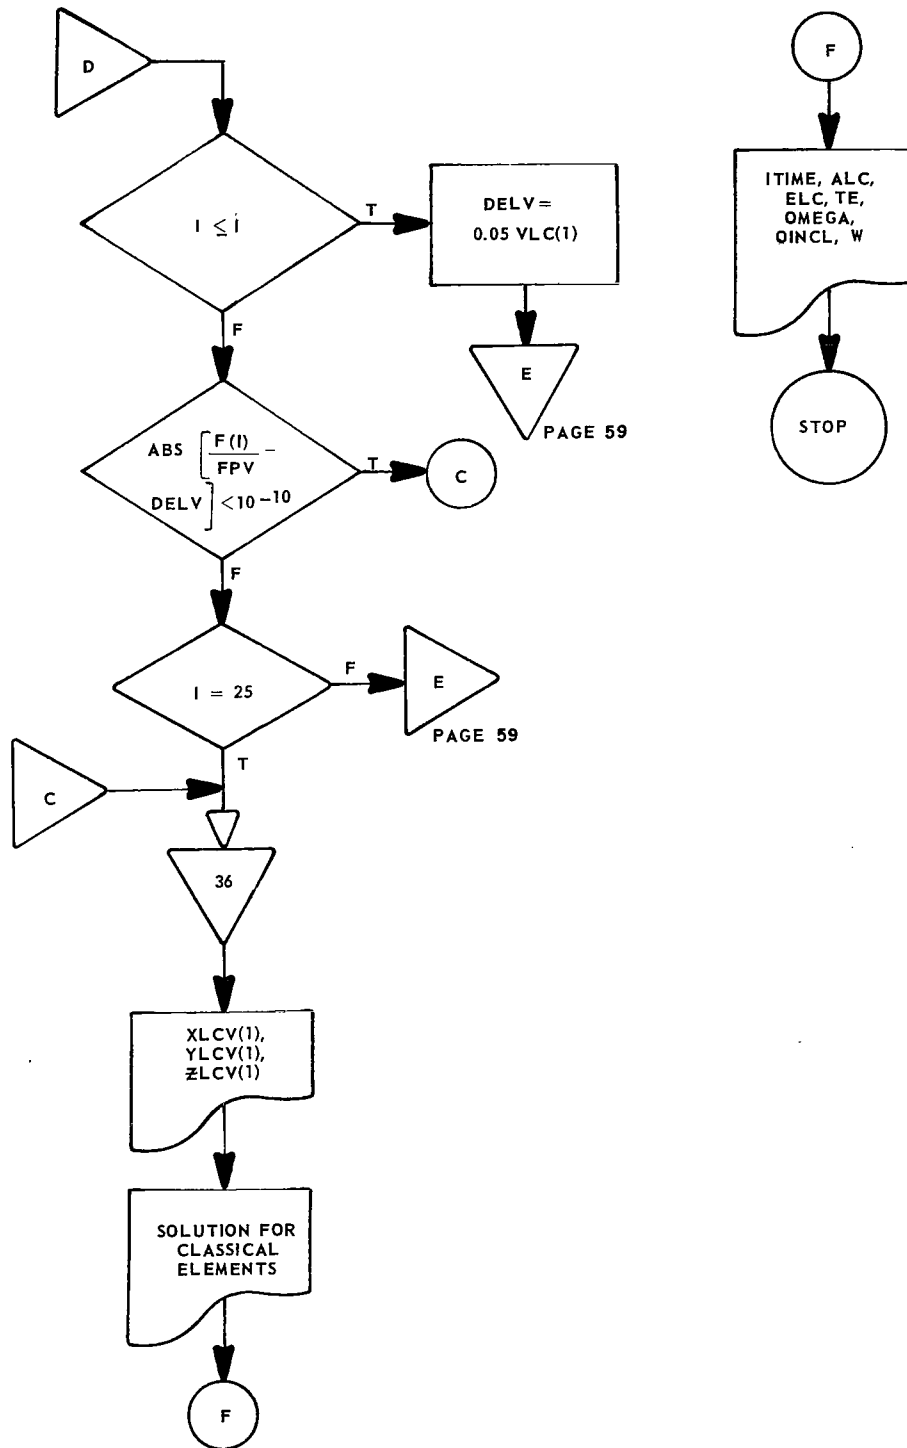 D
I ≤ 1
T
DELV =
0.05 VLC(1)
E
PAGE 59
F
ABS [F(I)/FPV −
DELV] < 10⁻¹⁰
T
C
F
I = 25
F
E
PAGE 59
T
C
36
XLCV(1),
YLCV(1),
ZLCV(1)
SOLUTION FOR
CLASSICAL
ELEMENTS
F
F
ITIME, ALC,
ELC, TE,
OMEGA,
QINCL, W
STOP